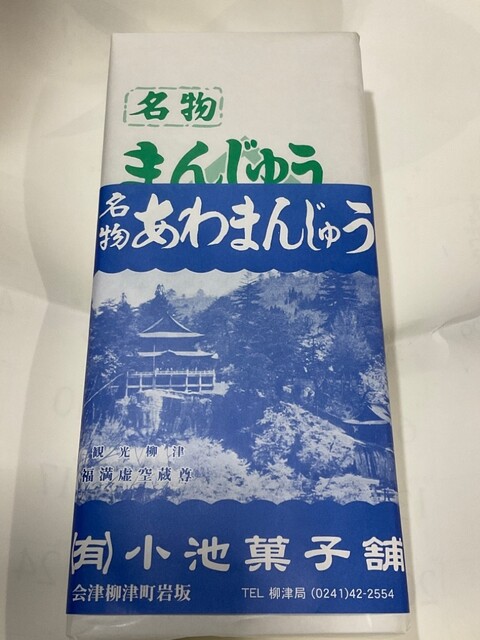 名物
まんじゅう
名物 あわまんじゅう
観光柳津
福満虚空蔵尊
(有)小池菓子舗
会津柳津町岩坂
TEL 柳津局 (0241)42-2554